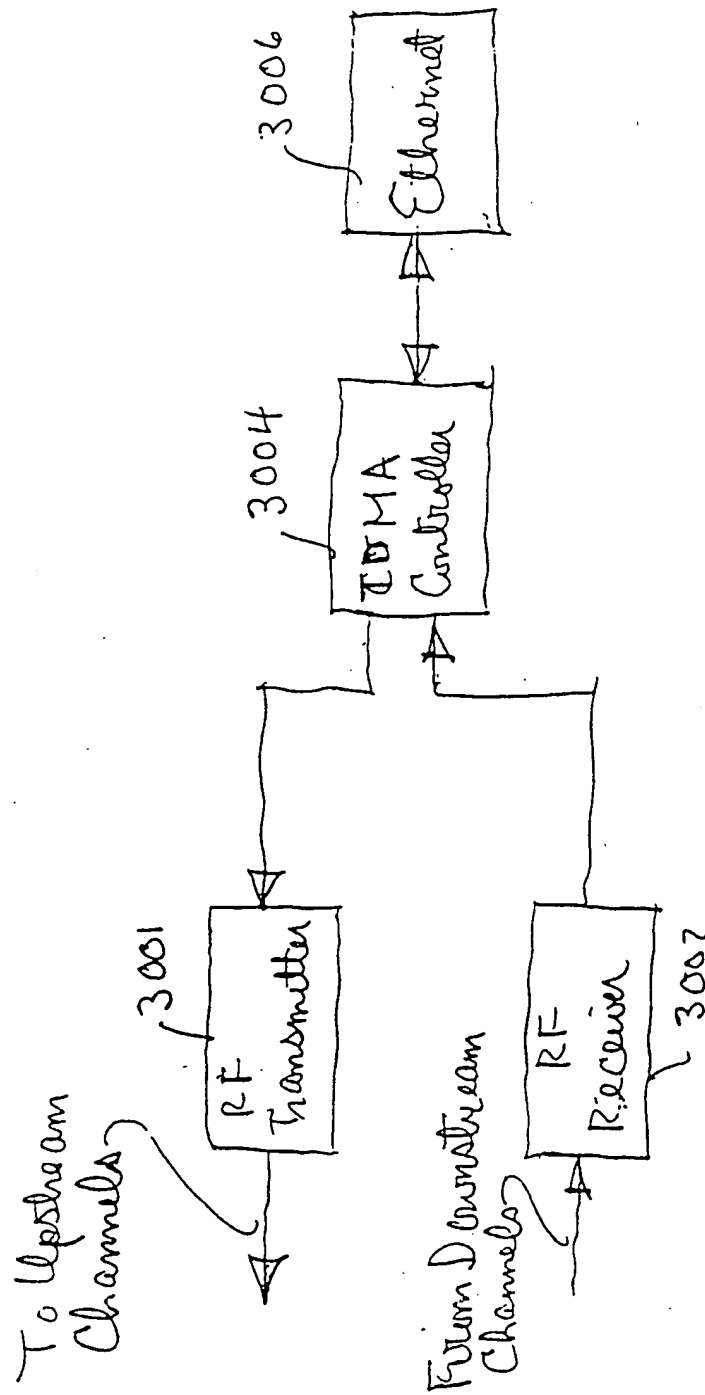 To Upstream
Channels
3001
RF
Transmitter
From Downstream
Channels
RF
Receiver
3002
3004
TDMA
Controller
3006
Ethernet